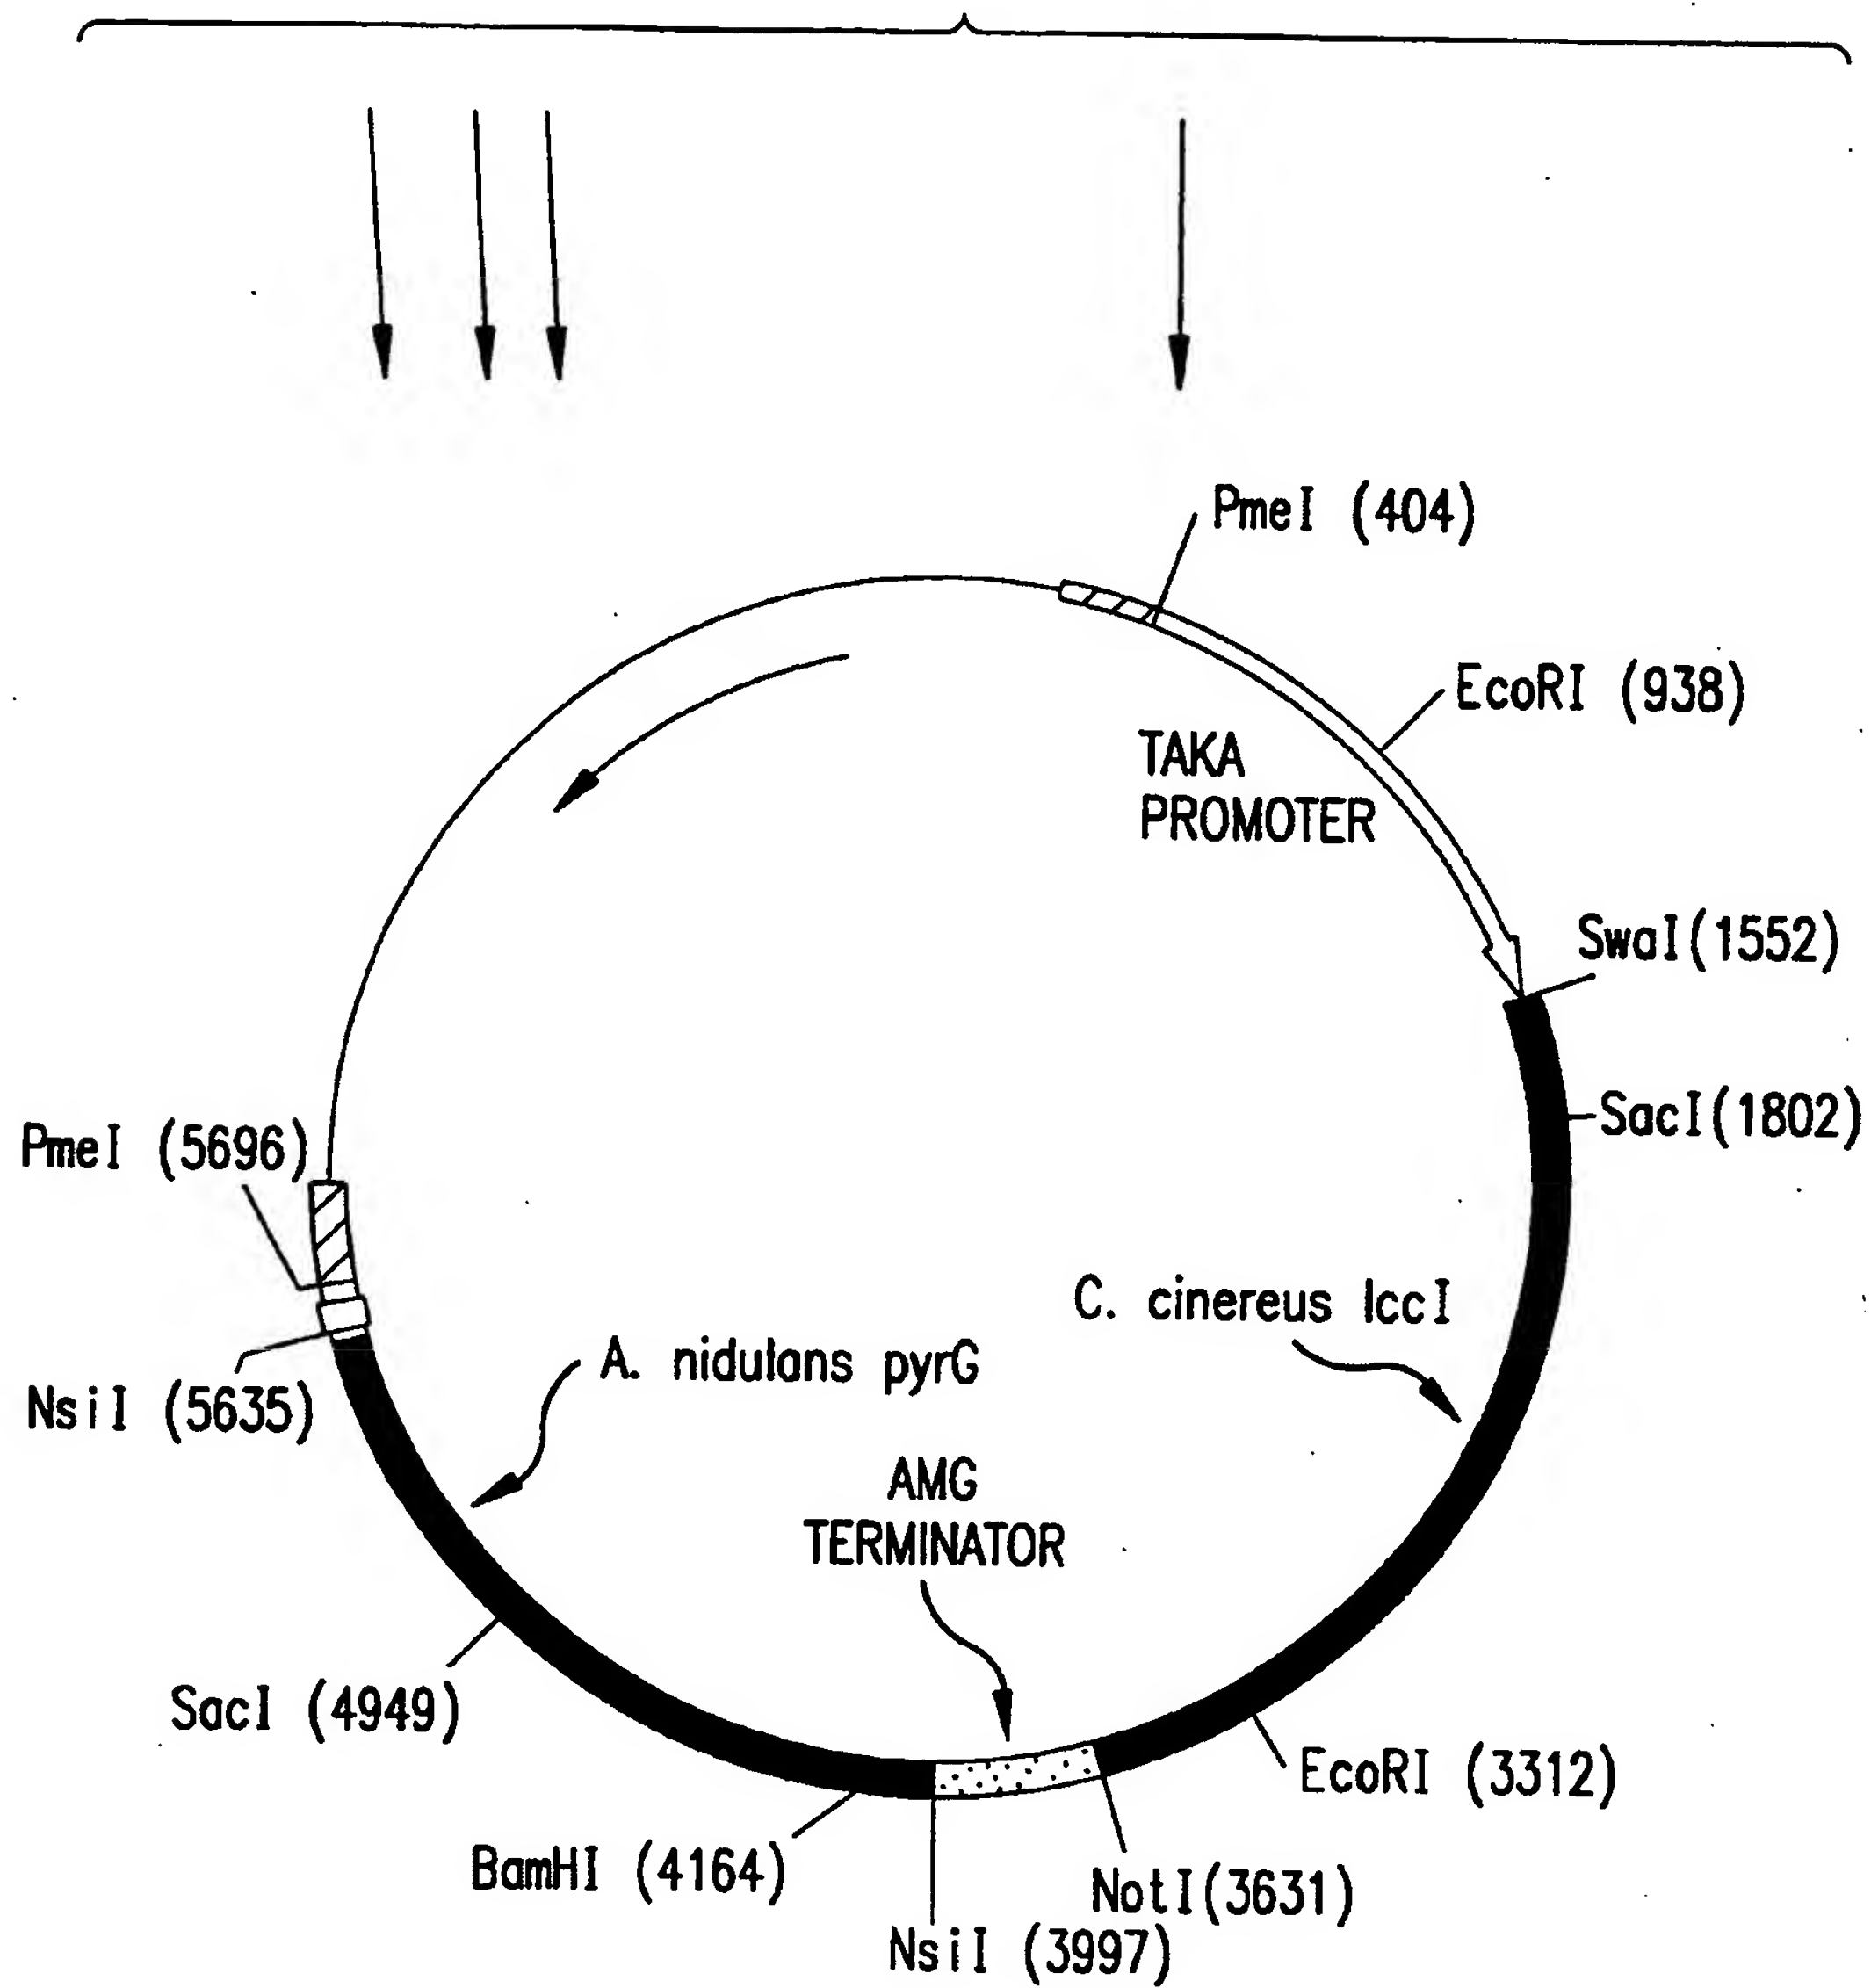 PmeI (404)
EcoRI (938)
TAKA
PROMOTER
SwaI(1552)
SacI(1802)
PmeI (5696)
C. cinereus lccI
A. nidulans pyrG
NsiI (5635)
AMG
TERMINATOR
SacI (4949)
EcoRI (3312)
BamHI (4164)
NotI(3631)
NsiI (3997)